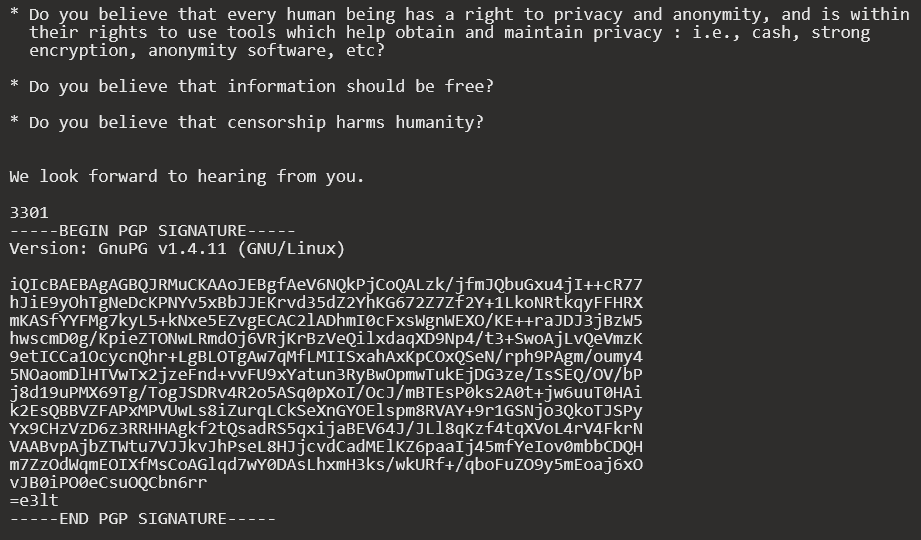 * Do you believe that every human being has a right to privacy and anonymity, and is within
their rights to use tools which help obtain and maintain privacy : i.e., cash, strong
encryption, anonymity software, etc?
* Do you believe that information should be free?
* Do you believe that censorship harms humanity?
We look forward to hearing from you.
3301
-----BEGIN PGP SIGNATURE-----
Version: GnuPG v1.4.11 (GNU/Linux)
iQIcBAEBAgAGBQJRMuCKAAoJEBgfAeV6NQkPjCoQALzk/jfmJQbuGxu4jI++cR77
hJiE9yOhTgNeDcKPNYv5xBbJJEKrvd35dZ2YhKG672Z7Zf2Y+1LkoNRtkqyFFHRX
mKASfYYFMg7kyL5+kNxe5EZvgECAC2lADhmI0cFxsWgnWEXO/KE++raJDJ3jBzW5
hwscmD0g/KpieZTONwLRmdOj6VRjKrBzVeQilxdaqXD9Np4/t3+SwoAjLvQeVmzK
9etICCa1OcycnQhr+LgBLOTgAw7qMfLMIISxahAxKpCOxQSeN/rph9PAgm/oumy4
5NOaomDlHTVwTx2jzeFnd+vvFU9xYatun3RyBwOpmwTukEjDG3ze/IsSEQ/OV/bP
j8d19uPMX69Tg/TogJSDRv4R2o5ASq0pXoI/OcJ/mBTEsP0ks2A0t+jw6uuT0HAi
k2EsQBBVZFAPxMPVUwLs8iZurqLCkSeXnGYOElspm8RVAY+9r1GSNjo3QkoTJSPy
Yx9CHzVzD6z3RRHHAgkf2tQsadRS5qxijaBEV64J/JLl8qKzf4tqXVoL4rV4FkrN
VAABvpAjbZTWtu7VJJkvJhPseL8HJjcvdCadMElKZ6paaIj45mfYeIov0mbbCDQH
m7ZzOdWqmEOIXfMsCoAGlqd7wY0DAsLhxmH3ks/wkURf+/qboFuZO9y5mEoaj6xO
vJB0iPO0eCsuOQCbn6rr
=e3lt
-----END PGP SIGNATURE-----